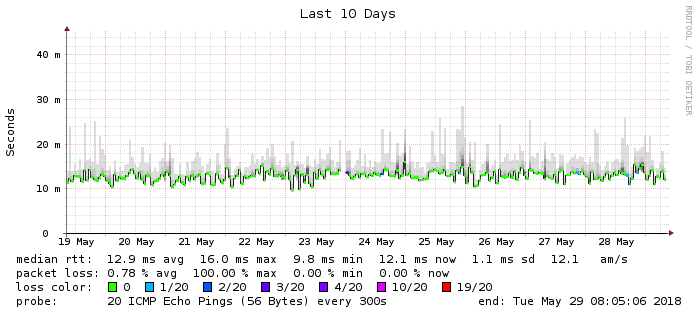 Last 10 Days
RRDTOOL / TOBI OETIKER
Seconds
40 m
30 m
20 m
10 m
0
19 May 20 May 21 May 22 May 23 May 24 May 25 May 26 May 27 May 28 May
median rtt: 12.9 ms avg 16.0 ms max 9.8 ms min 12.1 ms now 1.1 ms sd 12.1 am/s
packet loss: 0.78 % avg 100.00 % max 0.00 % min 0.00 % now
loss color: 0 1/20 2/20 3/20 4/20 10/20 19/20
probe: 20 ICMP Echo Pings (56 Bytes) every 300s end: Tue May 29 08:05:06 2018